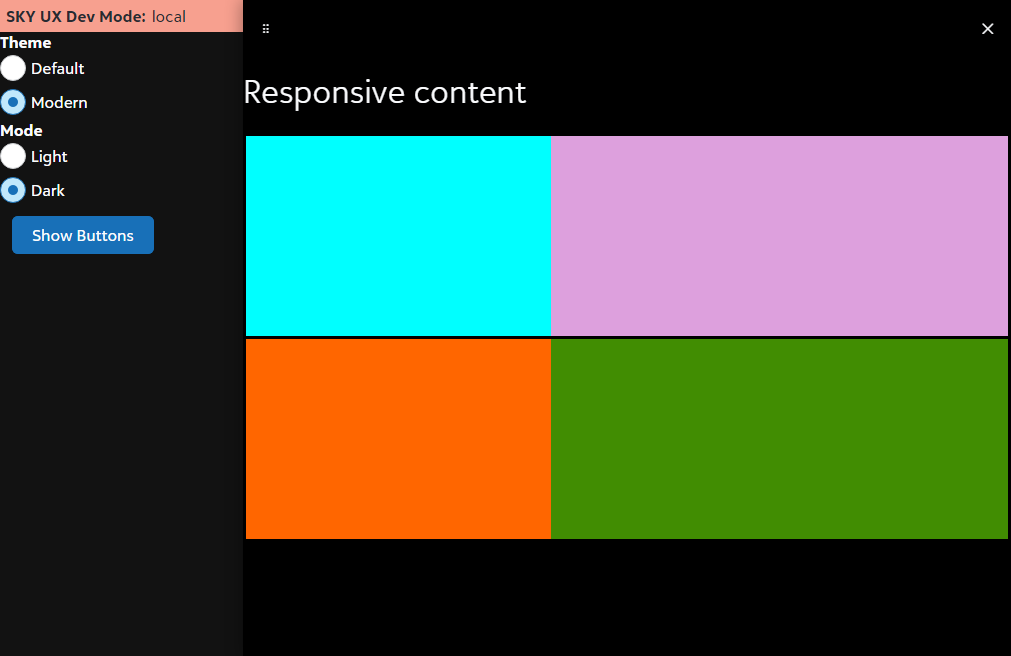 SKY UX Dev Mode: local
Theme
Default
Modern
Mode
Light
Dark
Show Buttons
Responsive content